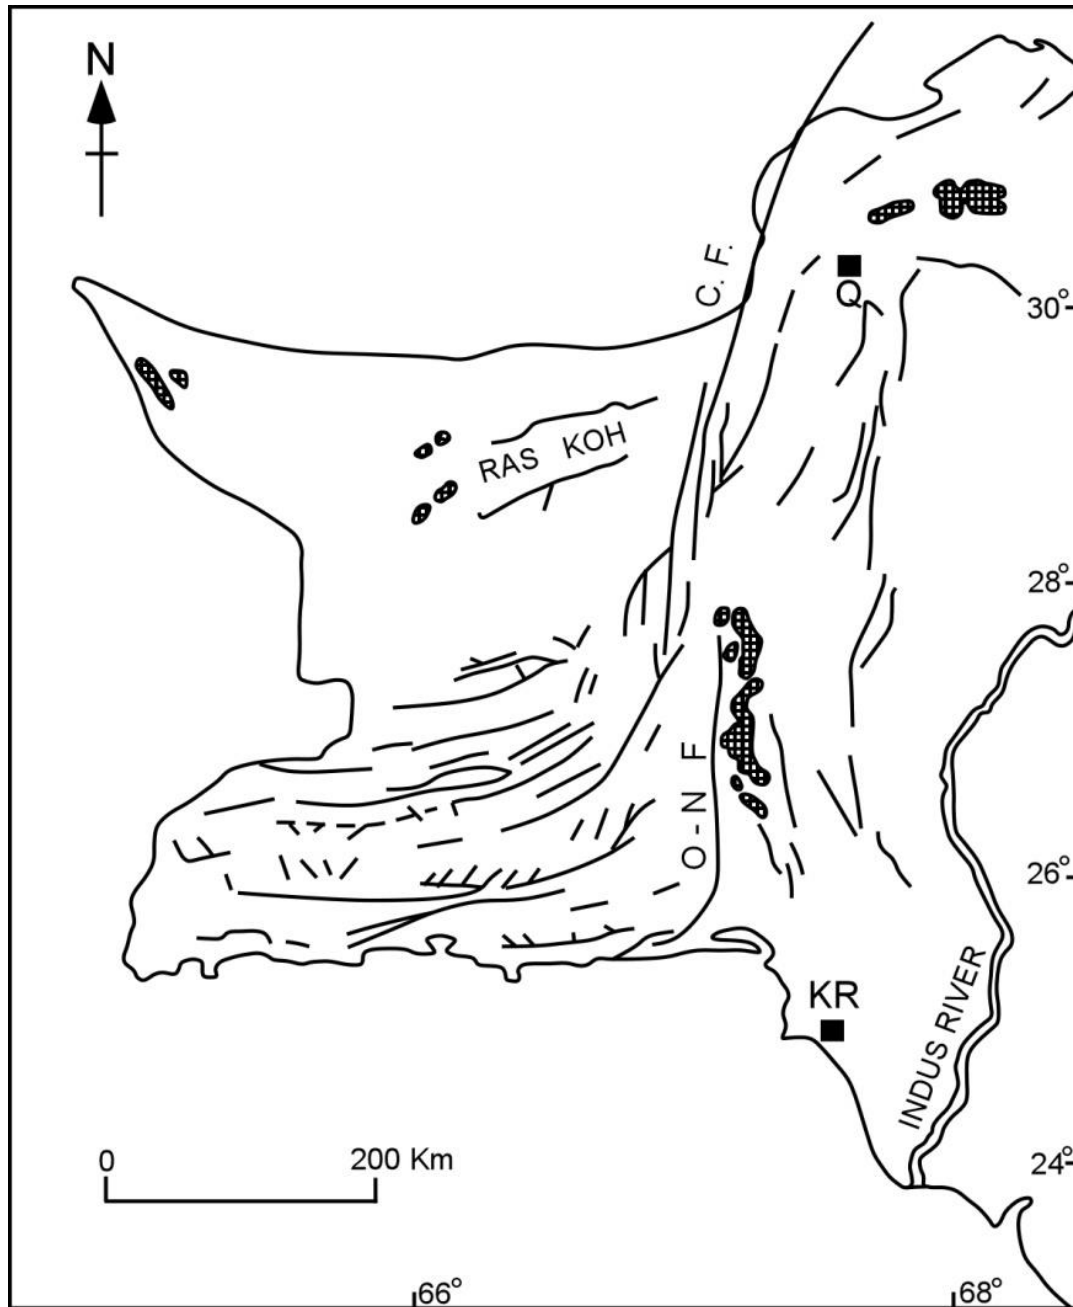 N
C. F.
Q
30°
RAS KOH
28°
O - N F
26°
KR
INDUS RIVER
0 200 Km
24°
66° 68°